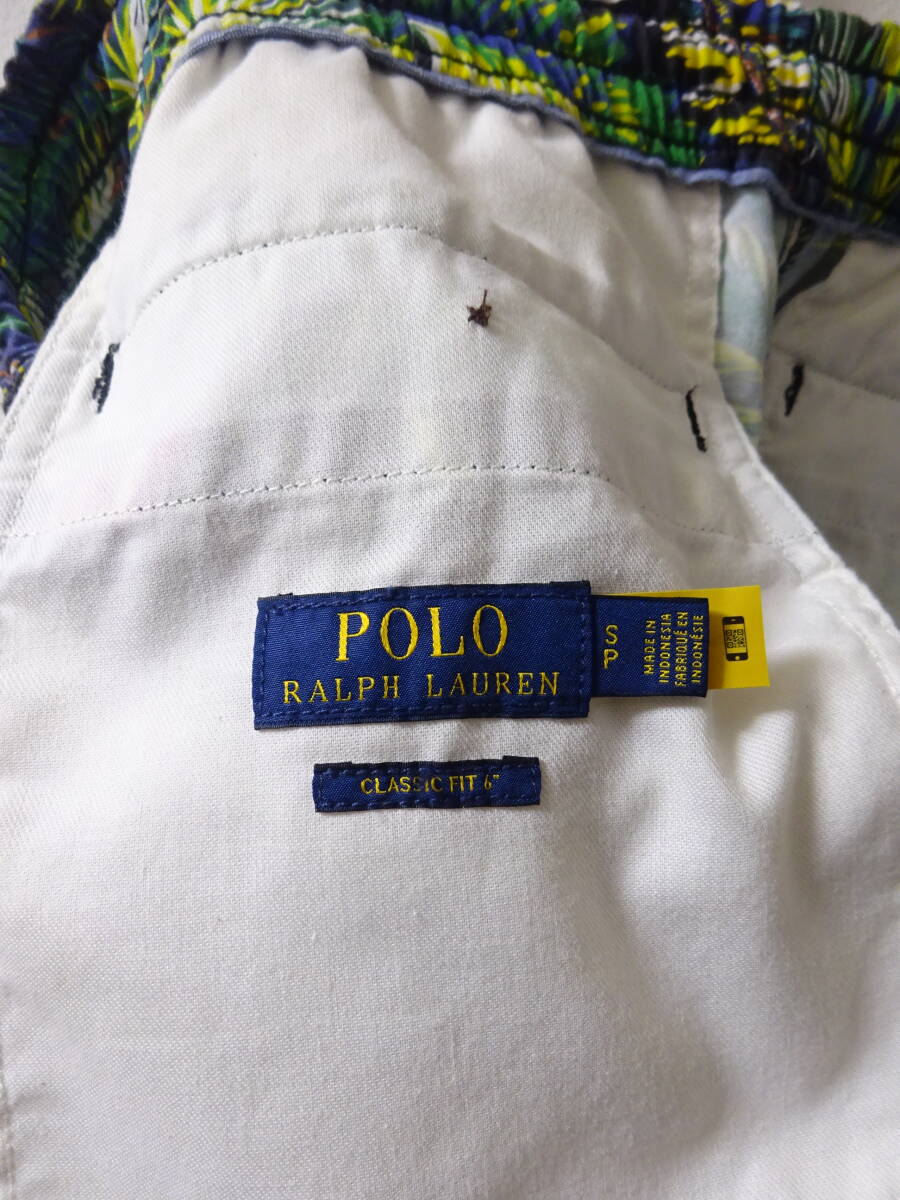 POLO
RALPH LAUREN
S
P
MADE IN
INDONESIA
FABRIQUÉ EN
INDONÉSIE
CLASSIC FIT 6"